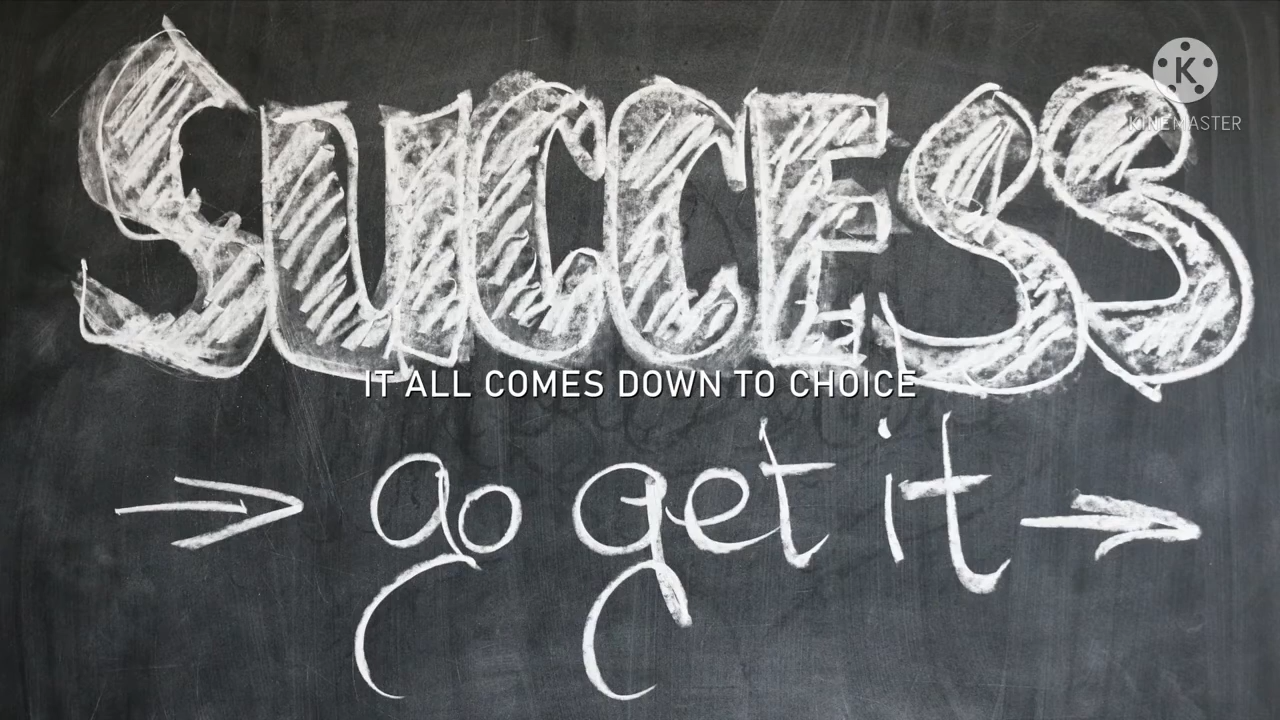 SUCCESS
K
KINEMASTER
IT ALL COMES DOWN TO CHOICE
→ go get it →